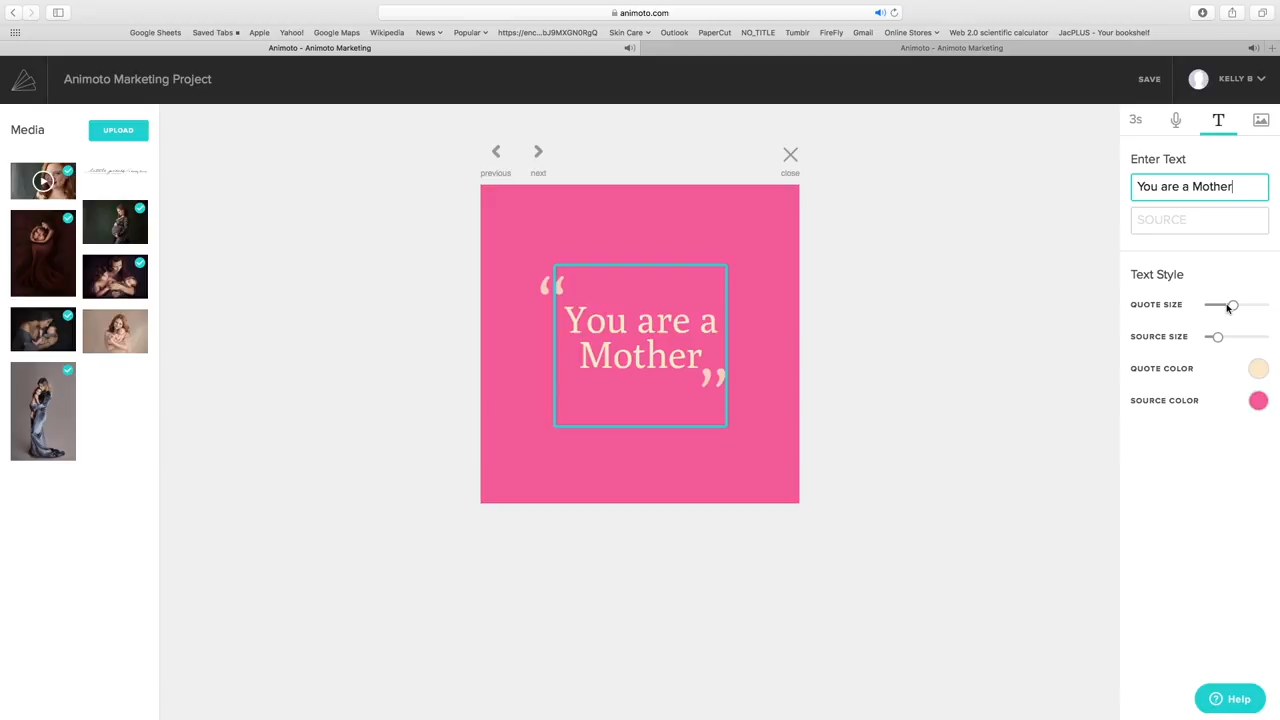 animoto.com
Google Sheets Saved Tabs Apple Yahoo! Google Maps Wikipedia News Popular https://enc...bJ9MXGN0RgQ Skin Care Outlook PaperCut NO_TITLE Tumblr FireFly Gmail Online Stores Web 2.0 scientific calculator JacPLUS - Your bookshelf
Animoto - Animoto Marketing
Animoto - Animoto Marketing
Animoto Marketing Project
SAVE
KELLY B
Media
UPLOAD
previous
next
close
“
You are a
Mother
”
3s
T
Enter Text
You are a Mother
SOURCE
Text Style
QUOTE SIZE
SOURCE SIZE
QUOTE COLOR
SOURCE COLOR
? Help